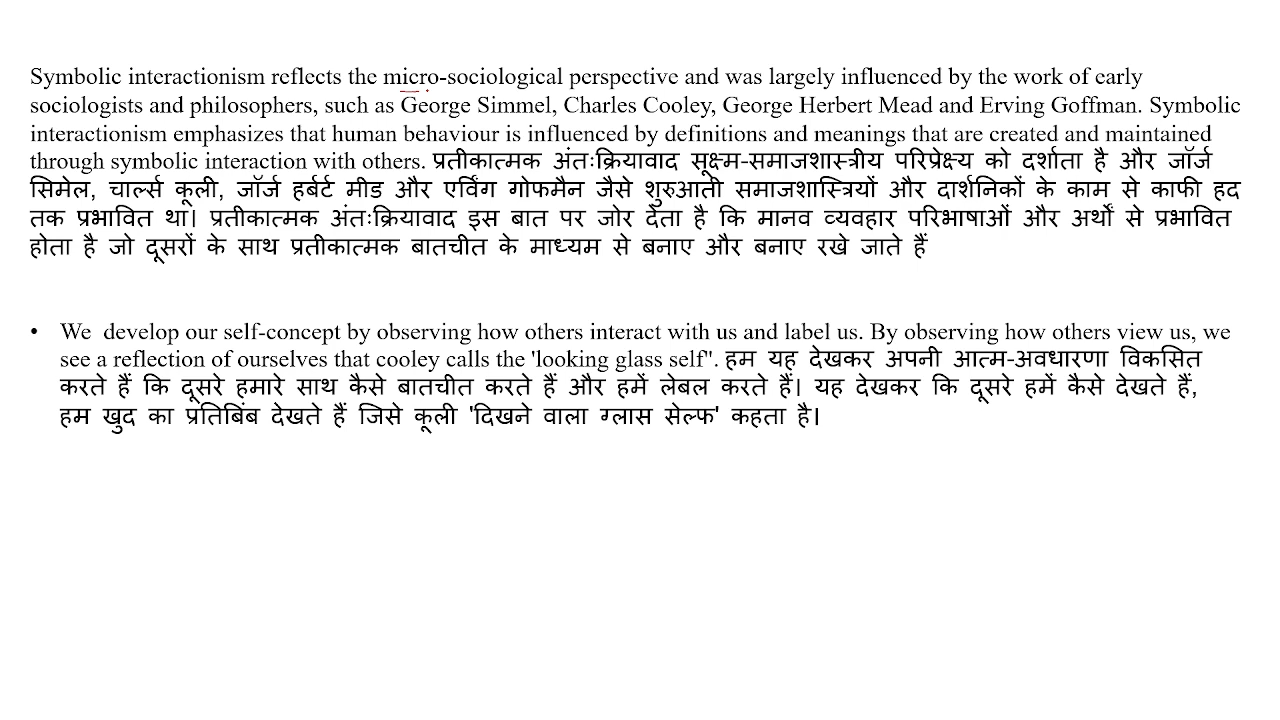 Symbolic interactionism reflects the micro-sociological perspective and was largely influenced by the work of early
sociologists and philosophers, such as George Simmel, Charles Cooley, George Herbert Mead and Erving Goffman. Symbolic
interactionism emphasizes that human behaviour is influenced by definitions and meanings that are created and maintained
through symbolic interaction with others. प्रतीकात्मक अंतःक्रियावाद सूक्ष्म-समाजशास्त्रीय परिप्रेक्ष्य को दर्शाता है और जॉर्ज
सिमेल, चार्ल्स कूली, जॉर्ज हर्बर्ट मीड और एर्विंग गोफमैन जैसे शुरुआती समाजशास्त्रियों और दार्शनिकों के काम से काफी हद
तक प्रभावित था। प्रतीकात्मक अंतःक्रियावाद इस बात पर जोर देता है कि मानव व्यवहार परिभाषाओं और अर्थों से प्रभावित
होता है जो दूसरों के साथ प्रतीकात्मक बातचीत के माध्यम से बनाए और बनाए रखे जाते हैं
• We develop our self-concept by observing how others interact with us and label us. By observing how others view us, we
see a reflection of ourselves that cooley calls the 'looking glass self". हम यह देखकर अपनी आत्म-अवधारणा विकसित
करते हैं कि दूसरे हमारे साथ कैसे बातचीत करते हैं और हमें लेबल करते हैं। यह देखकर कि दूसरे हमें कैसे देखते हैं,
हम खुद का प्रतिबिंब देखते हैं जिसे कूली 'दिखने वाला ग्लास सेल्फ' कहता है।